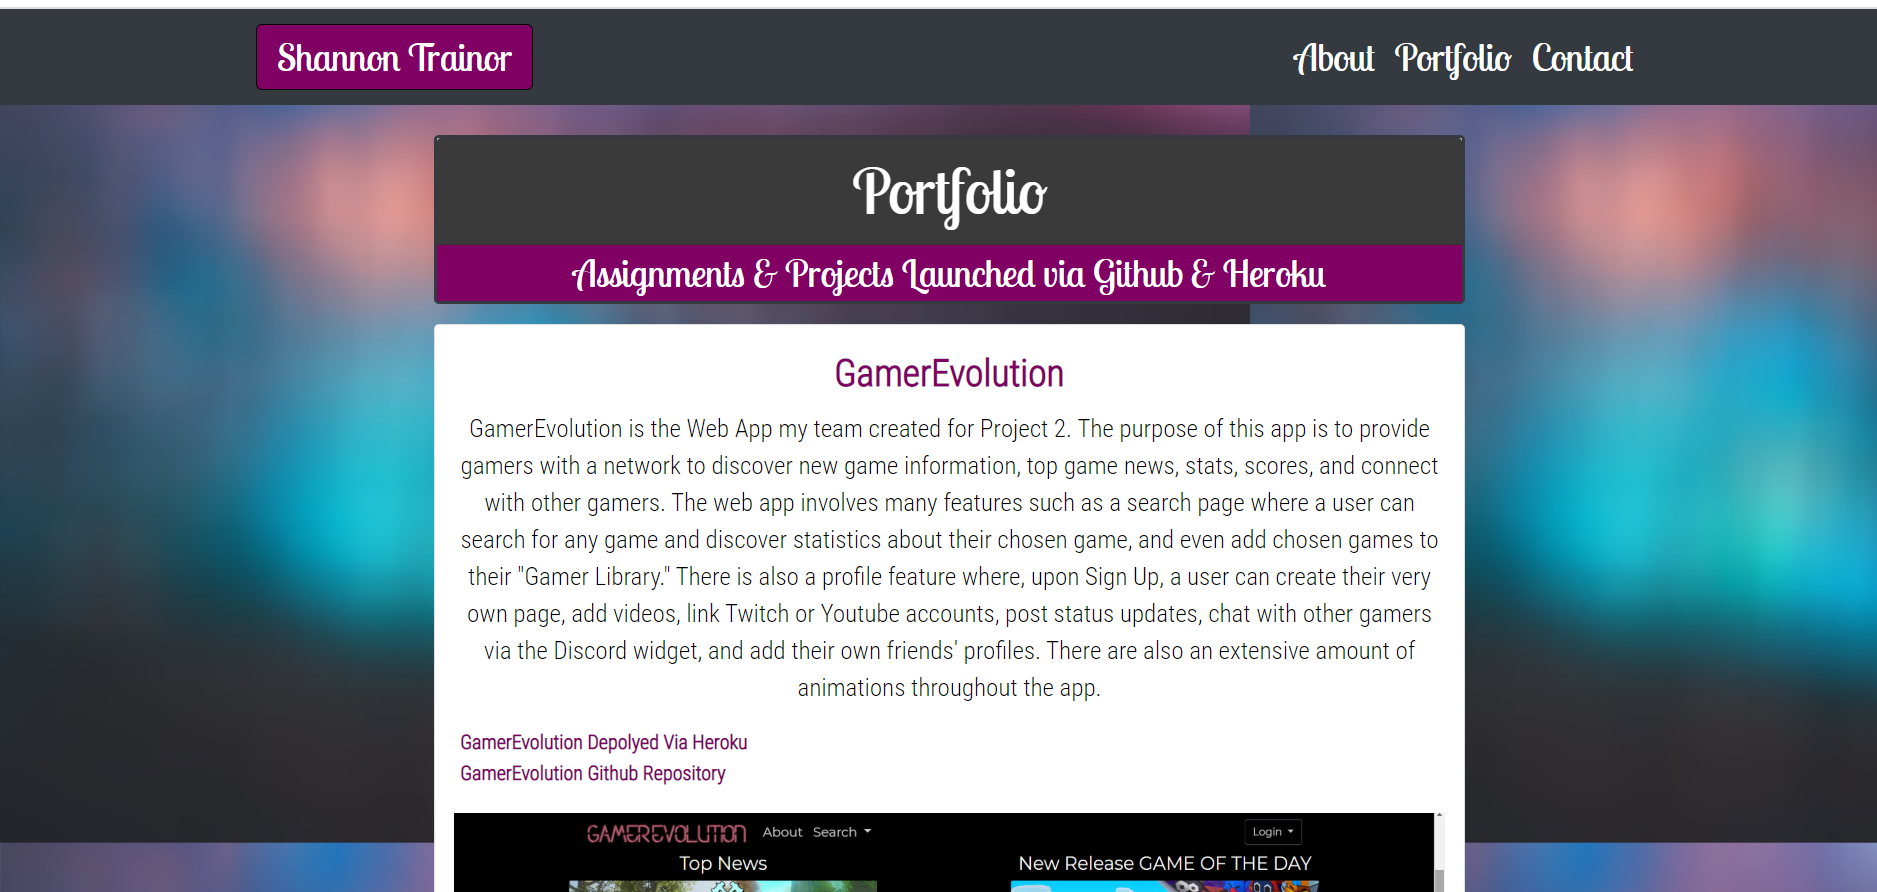 Shannon Trainor
About Portfolio Contact
Portfolio
Assignments & Projects Launched via Github & Heroku
GamerEvolution
GamerEvolution is the Web App my team created for Project 2. The purpose of this app is to provide
gamers with a network to discover new game information, top game news, stats, scores, and connect
with other gamers. The web app involves many features such as a search page where a user can
search for any game and discover statistics about their chosen game, and even add chosen games to
their "Gamer Library." There is also a profile feature where, upon Sign Up, a user can create their very
own page, add videos, link Twitch or Youtube accounts, post status updates, chat with other gamers
via the Discord widget, and add their own friends' profiles. There are also an extensive amount of
animations throughout the app.
GamerEvolution Depolyed Via Heroku
GamerEvolution Github Repository
GAMEREVOLUTION About Search Login
Top News
New Release GAME OF THE DAY